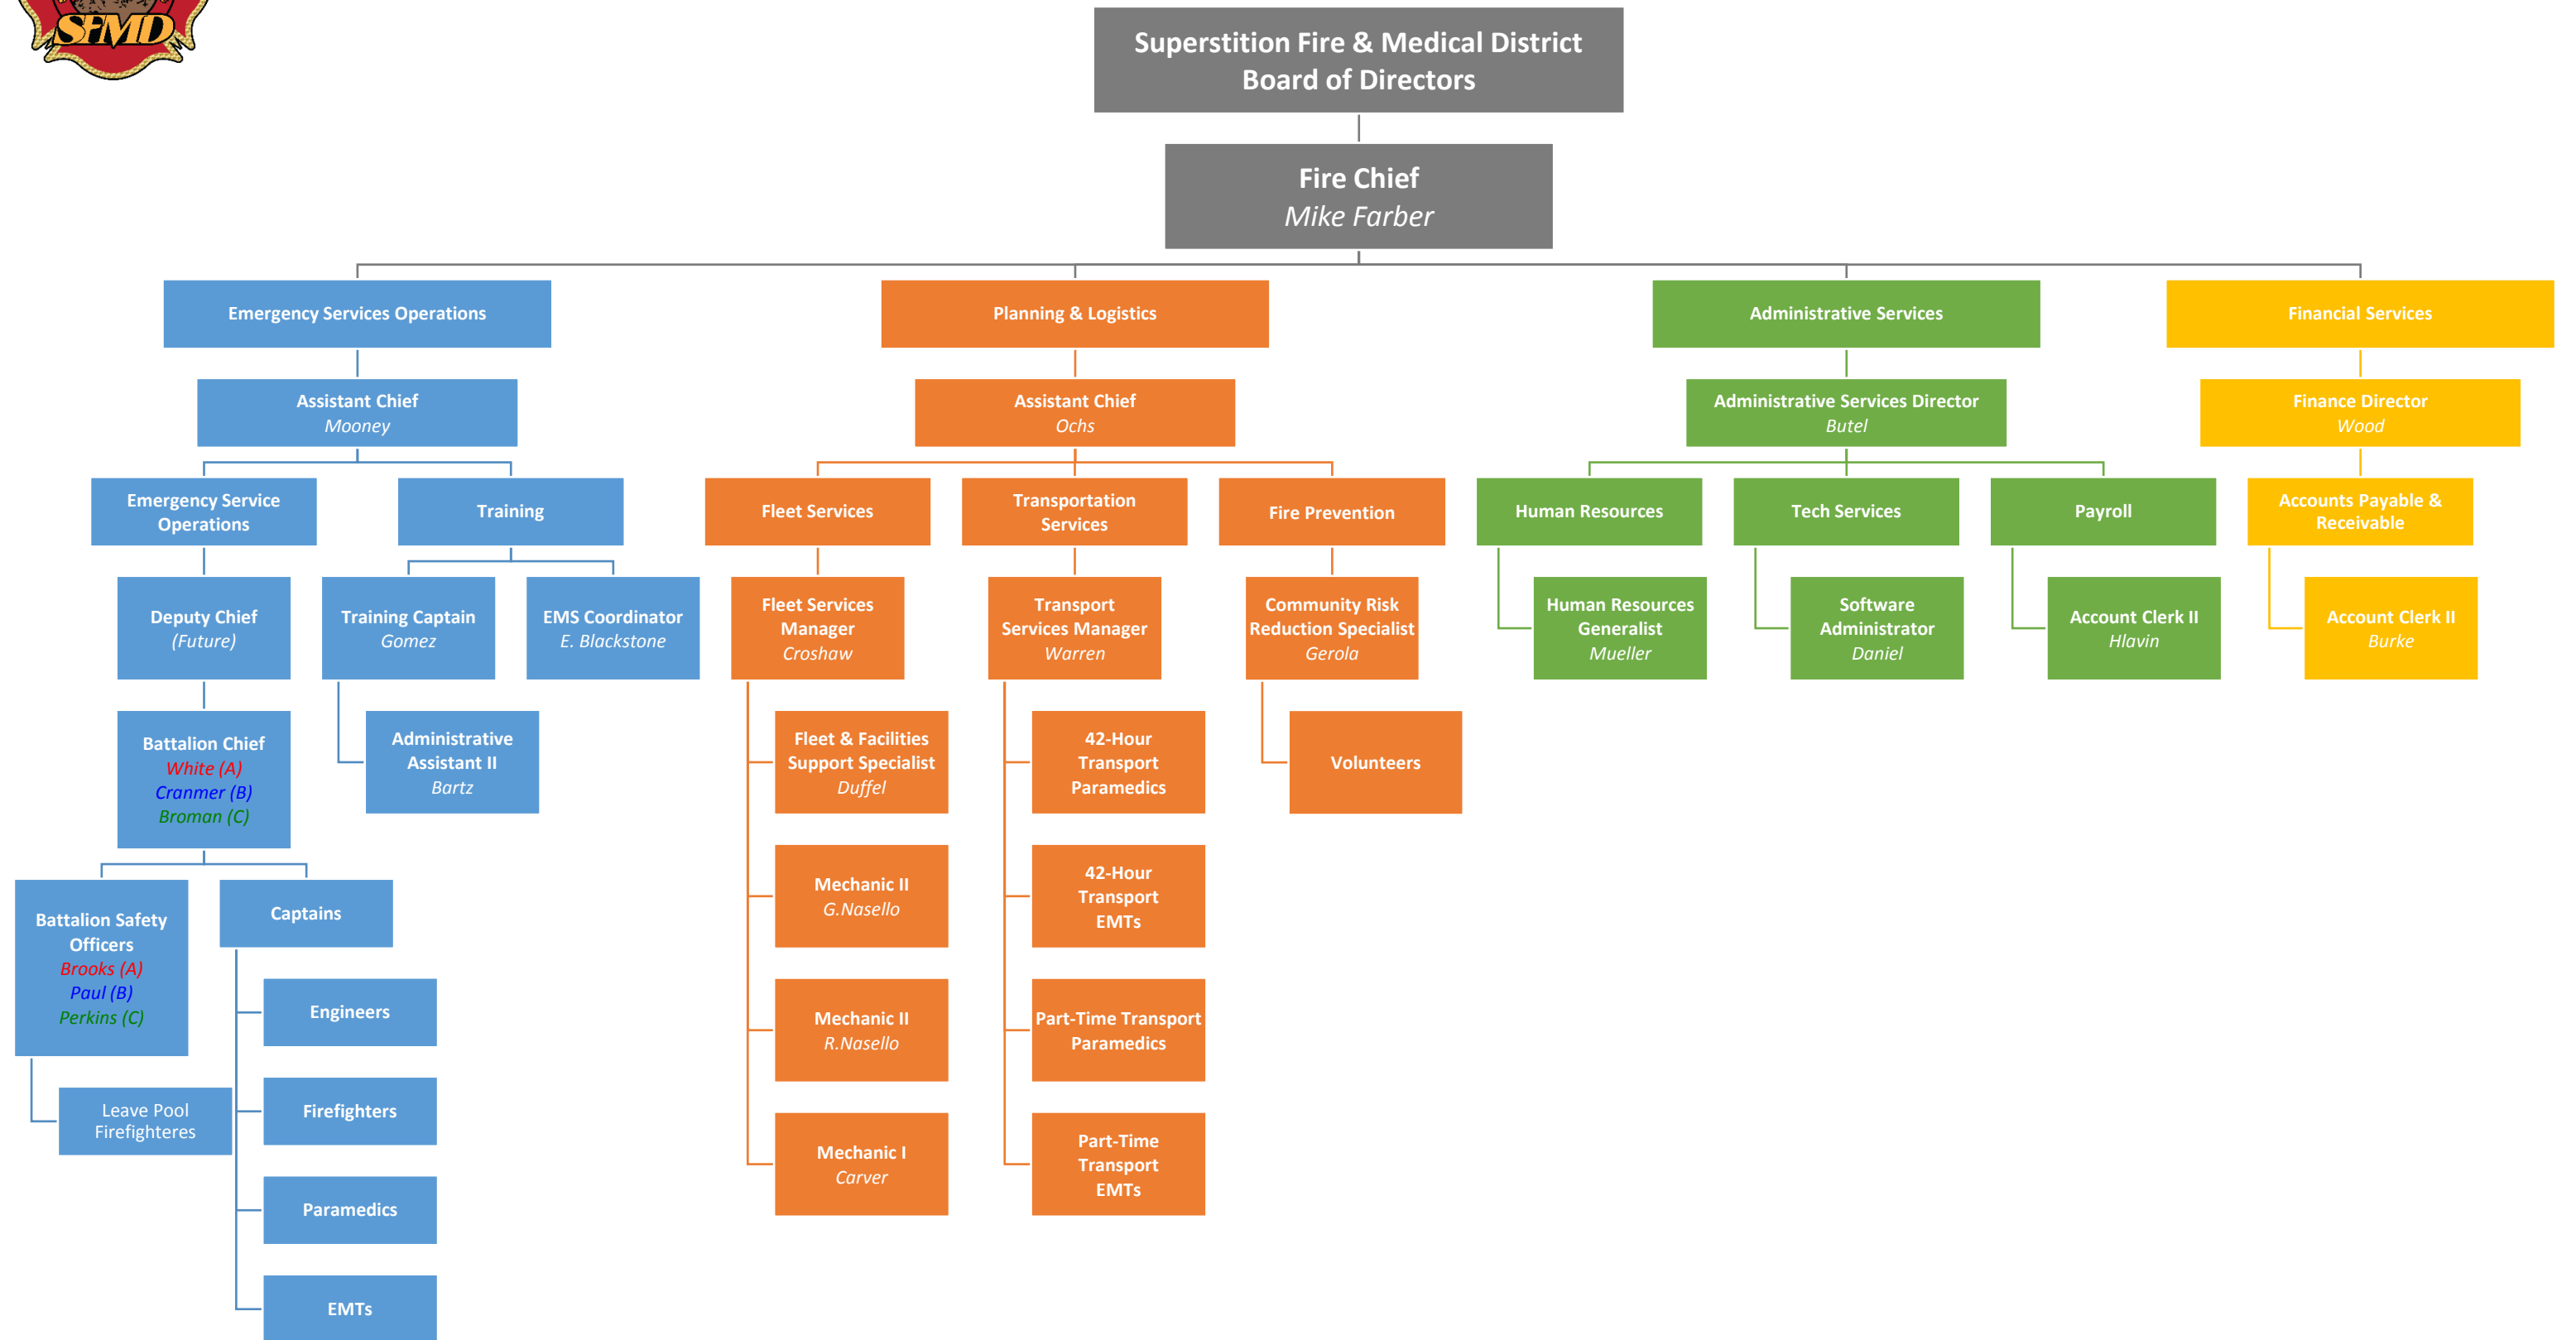 SFMD
Superstition Fire & Medical District
Board of Directors
Fire Chief
Mike Farber
Emergency Services Operations
Assistant Chief
Mooney
Emergency Service
Operations
Deputy Chief
(Future)
Battalion Chief
White (A)
Cranmer (B)
Broman (C)
Battalion Safety
Officers
Brooks (A)
Paul (B)
Perkins (C)
Leave Pool
Firefighteres
Captains
Engineers
Firefighters
Paramedics
EMTs
Training
Training Captain
Gomez
Administrative
Assistant II
Bartz
EMS Coordinator
E. Blackstone
Planning & Logistics
Assistant Chief
Ochs
Fleet Services
Fleet Services
Manager
Croshaw
Fleet & Facilities
Support Specialist
Duffel
Mechanic II
G.Nasello
Mechanic II
R.Nasello
Mechanic I
Carver
Transportation
Services
Transport
Services Manager
Warren
42-Hour
Transport
Paramedics
42-Hour
Transport
EMTs
Part-Time Transport
Paramedics
Part-Time
Transport
EMTs
Fire Prevention
Community Risk
Reduction Specialist
Gerola
Volunteers
Administrative Services
Administrative Services Director
Butel
Human Resources
Human Resources
Generalist
Mueller
Tech Services
Software
Administrator
Daniel
Payroll
Account Clerk II
Hlavin
Financial Services
Finance Director
Wood
Accounts Payable &
Receivable
Account Clerk II
Burke